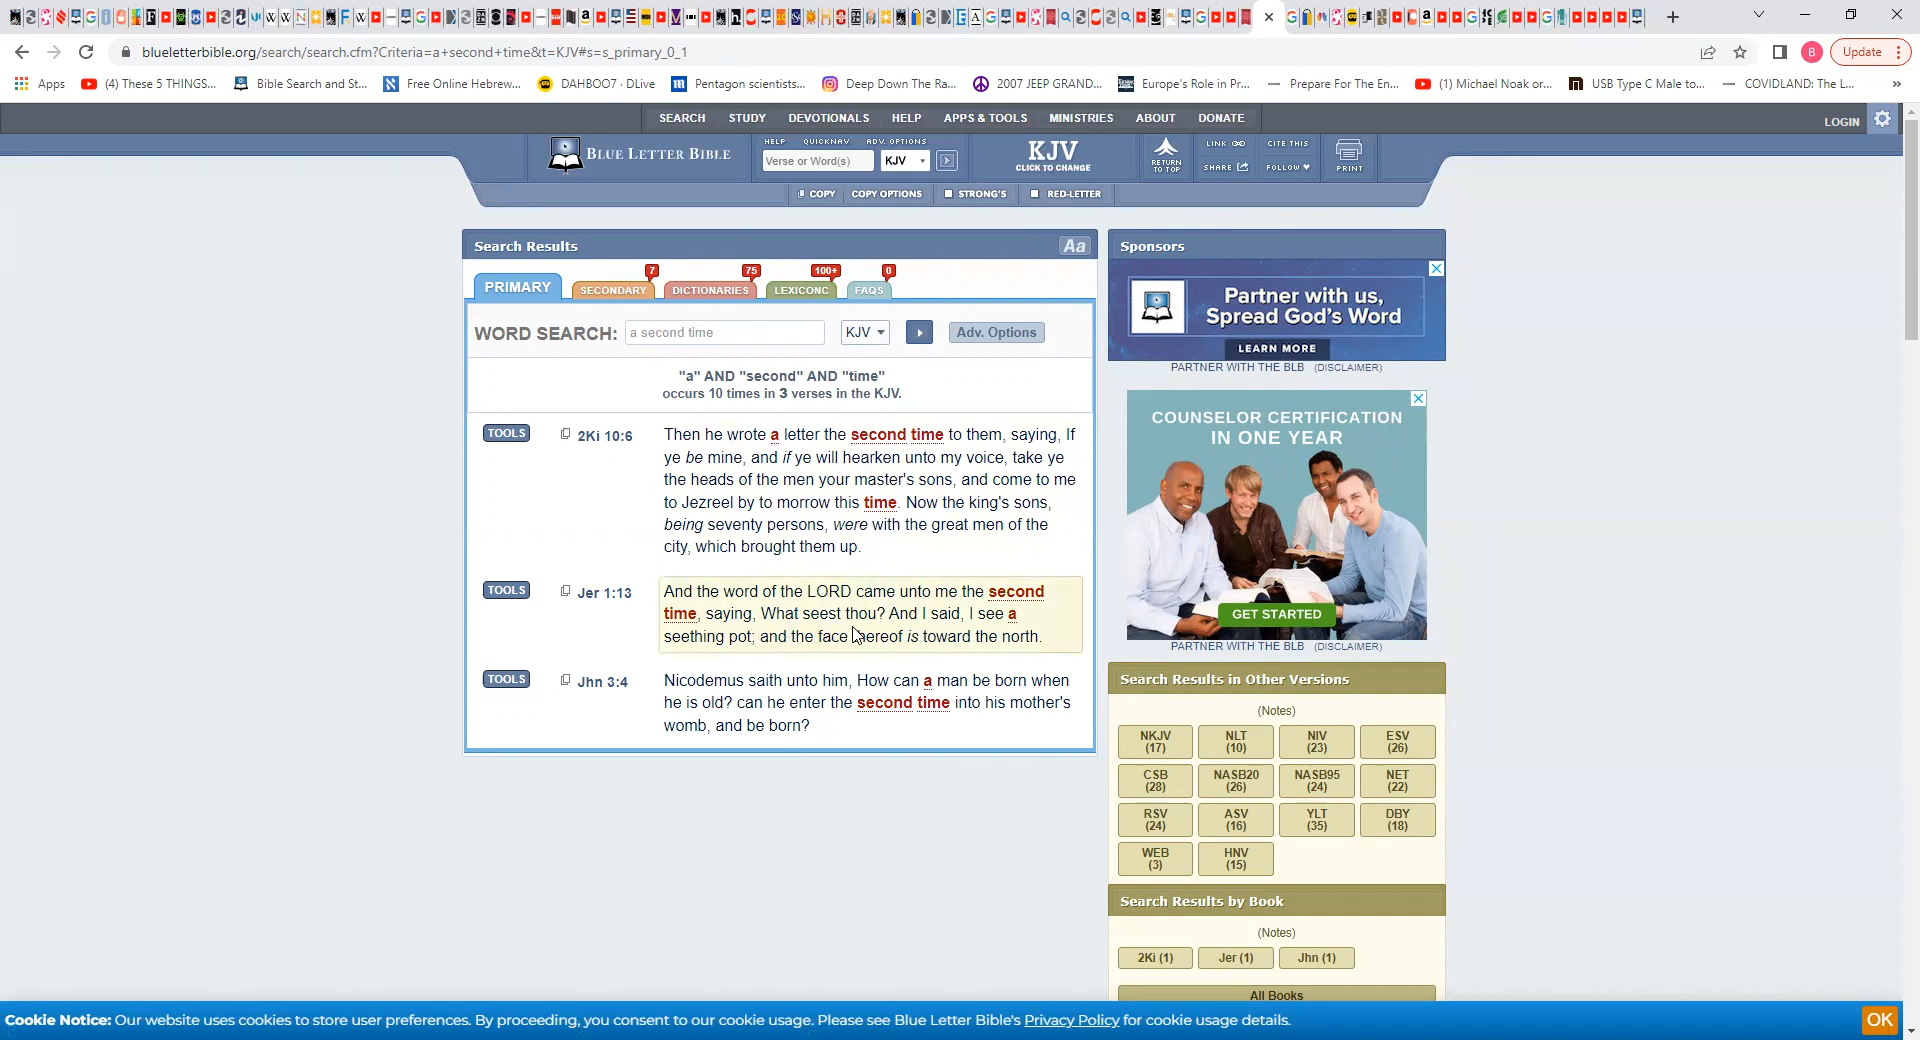 blueletterbible.org/search/search.cfm?Criteria=a+second+time&t=KJV#s=s_primary_0_1
B
Update
Apps
(4) These 5 THINGS...
Bible Search and St...
Free Online Hebrew...
DAHBOO7 · DLive
Pentagon scientists...
Deep Down The Ra...
2007 JEEP GRAND...
Europe's Role in Pr...
Prepare For The En...
(1) Michael Noak or...
USB Type C Male to...
COVIDLAND: The L...
SEARCH STUDY DEVOTIONALS HELP APPS & TOOLS MINISTRIES ABOUT DONATE
LOGIN
BLUE LETTER BIBLE
HELP QUICKNAV ADV. OPTIONS
Verse or Word(s)
KJV
KJV
CLICK TO CHANGE
RETURN
TO TOP
LINK
CITE THIS
SHARE
FOLLOW
PRINT
COPY COPY OPTIONS STRONG'S RED-LETTER
Search Results
Aa
PRIMARY
SECONDARY 7
DICTIONARIES 75
LEXICONC 100+
FAQS 0
WORD SEARCH: a second time KJV Adv. Options
"a" AND "second" AND "time"
occurs 10 times in 3 verses in the KJV.
TOOLS 2Ki 10:6 Then he wrote a letter the second time to them, saying, If
ye be mine, and if ye will hearken unto my voice, take ye
the heads of the men your master's sons, and come to me
to Jezreel by to morrow this time. Now the king's sons,
being seventy persons, were with the great men of the
city, which brought them up.
TOOLS Jer 1:13 And the word of the LORD came unto me the second
time, saying, What seest thou? And I said, I see a
seething pot; and the face thereof is toward the north.
TOOLS Jhn 3:4 Nicodemus saith unto him, How can a man be born when
he is old? can he enter the second time into his mother's
womb, and be born?
Sponsors
Partner with us,
Spread God's Word
LEARN MORE
PARTNER WITH THE BLB (DISCLAIMER)
COUNSELOR CERTIFICATION
IN ONE YEAR
GET STARTED
PARTNER WITH THE BLB (DISCLAIMER)
Search Results in Other Versions
(Notes)
NKJV NLT NIV ESV
(17) (10) (23) (26)
CSB NASB20 NASB95 NET
(28) (26) (24) (22)
RSV ASV YLT DBY
(24) (16) (35) (18)
WEB HNV
(3) (15)
Search Results by Book
(Notes)
2Ki (1) Jer (1) Jhn (1)
All Books
Cookie Notice: Our website uses cookies to store user preferences. By proceeding, you consent to our cookie usage. Please see Blue Letter Bible's Privacy Policy for cookie usage details.
OK